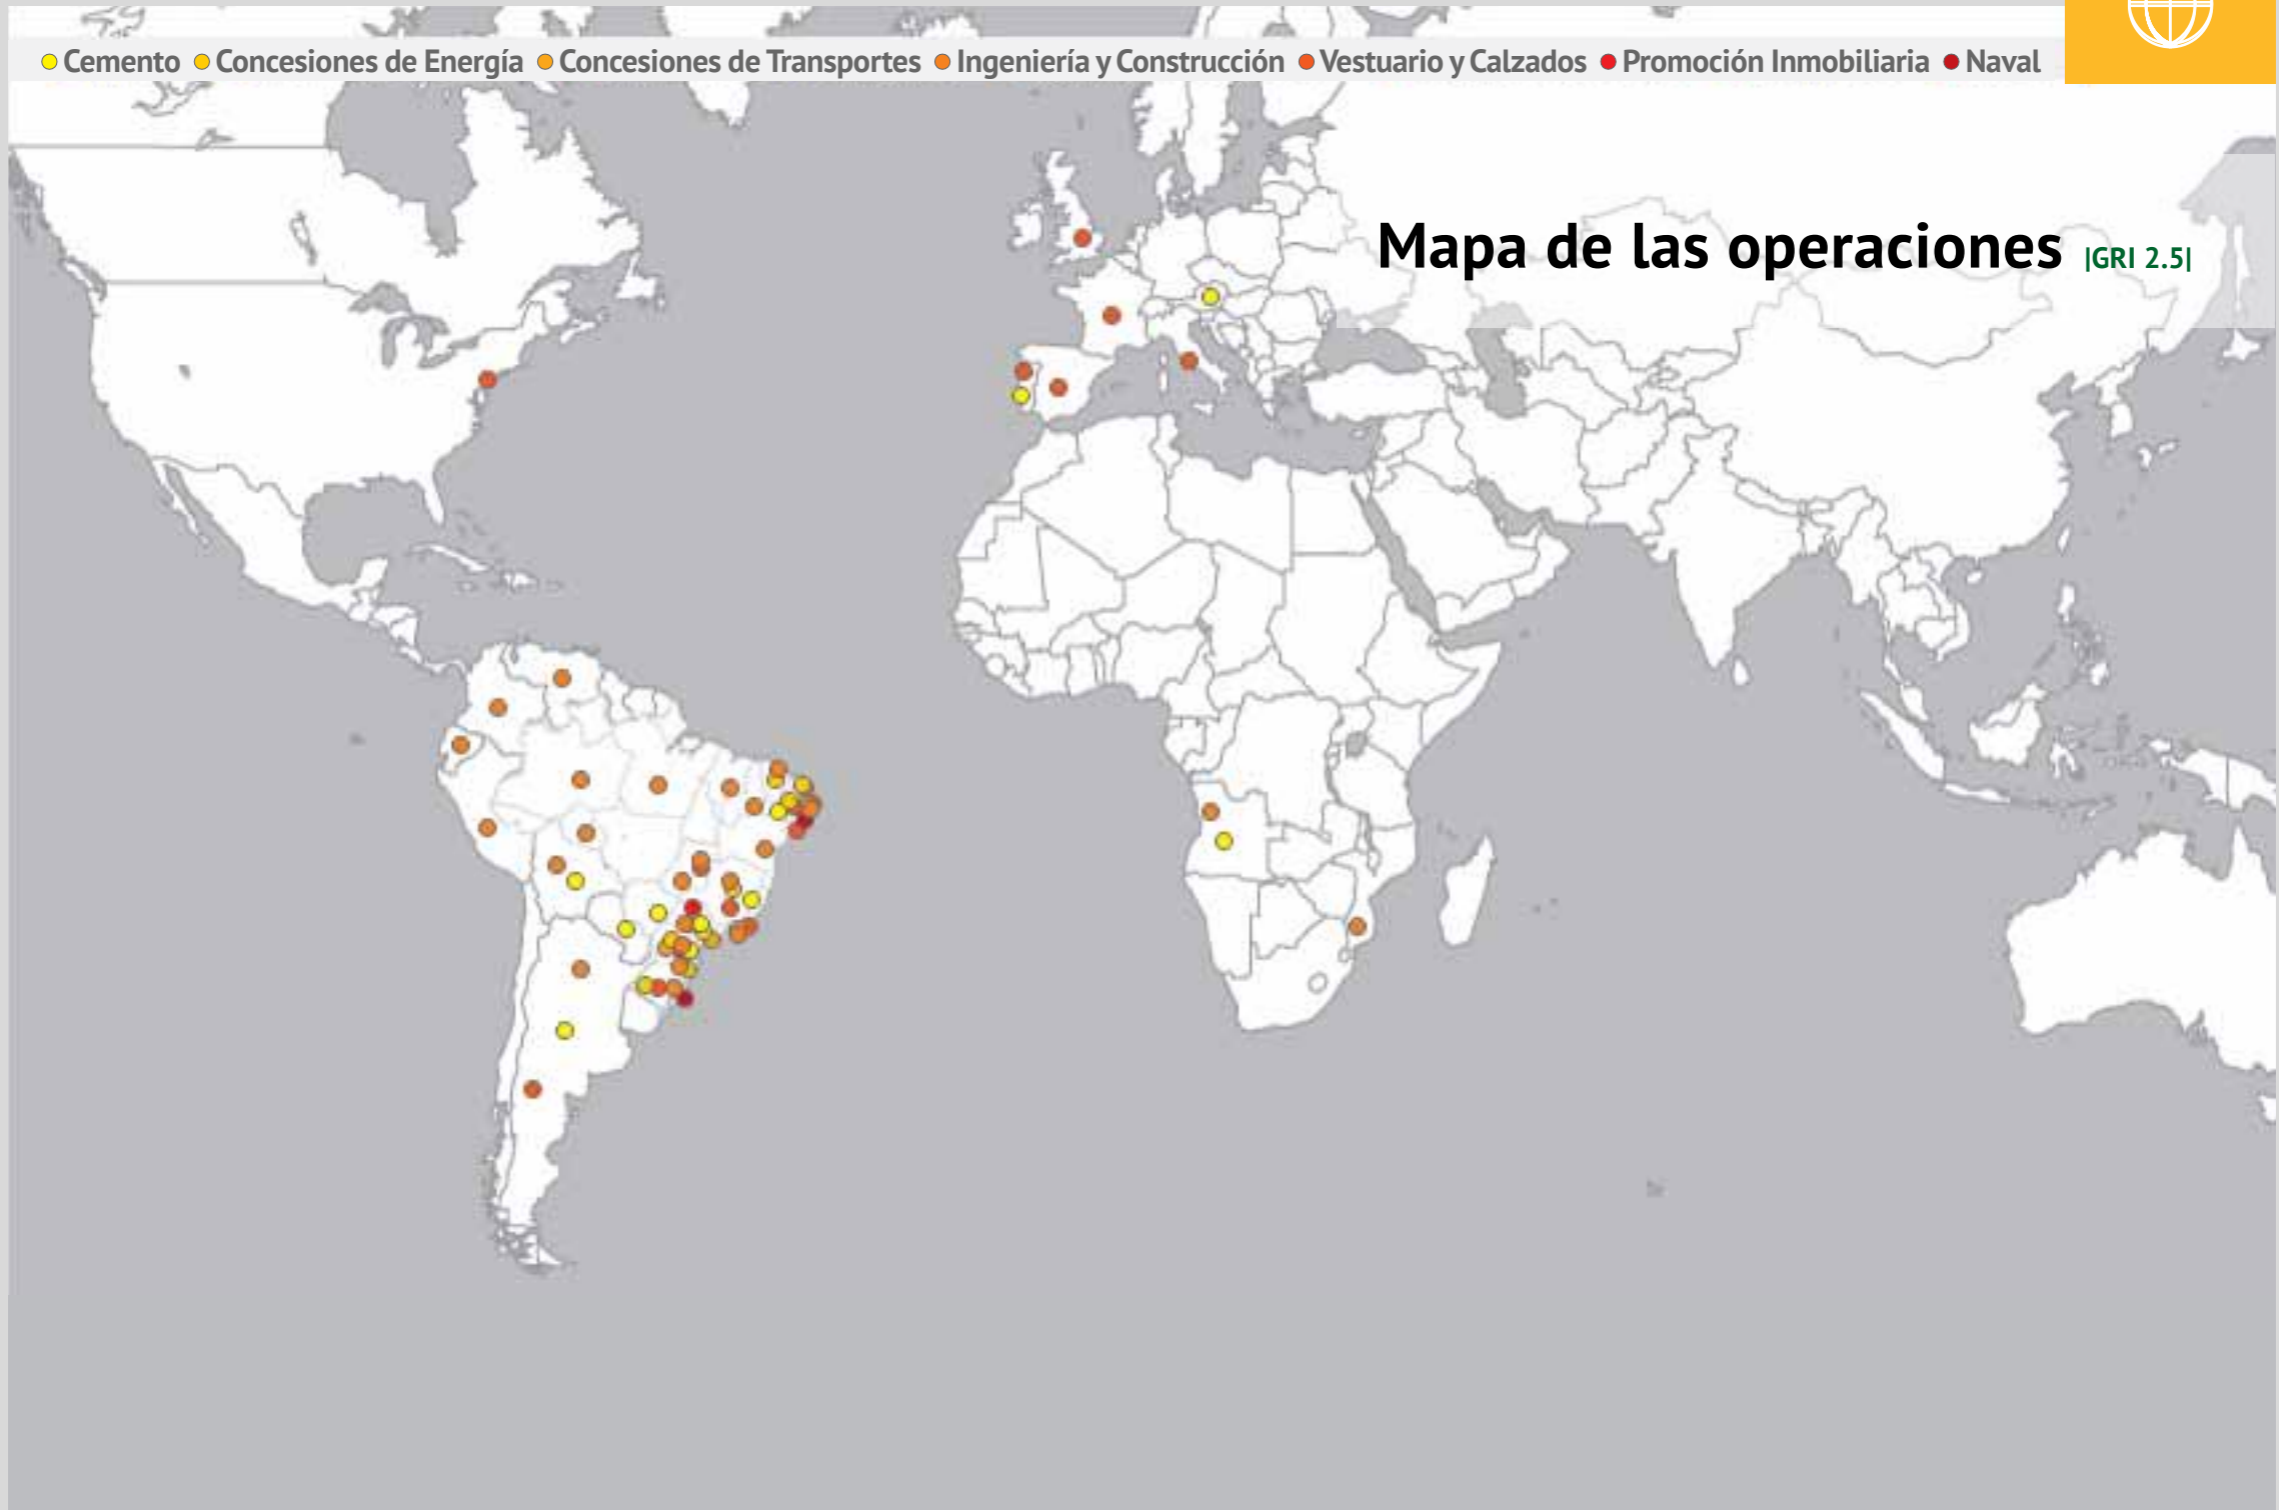 Cemento Concesiones de Energía Concesiones de Transportes Ingeniería y Construcción Vestuario y Calzados Promoción Inmobiliaria Naval
Mapa de las operaciones |GRI 2.5|